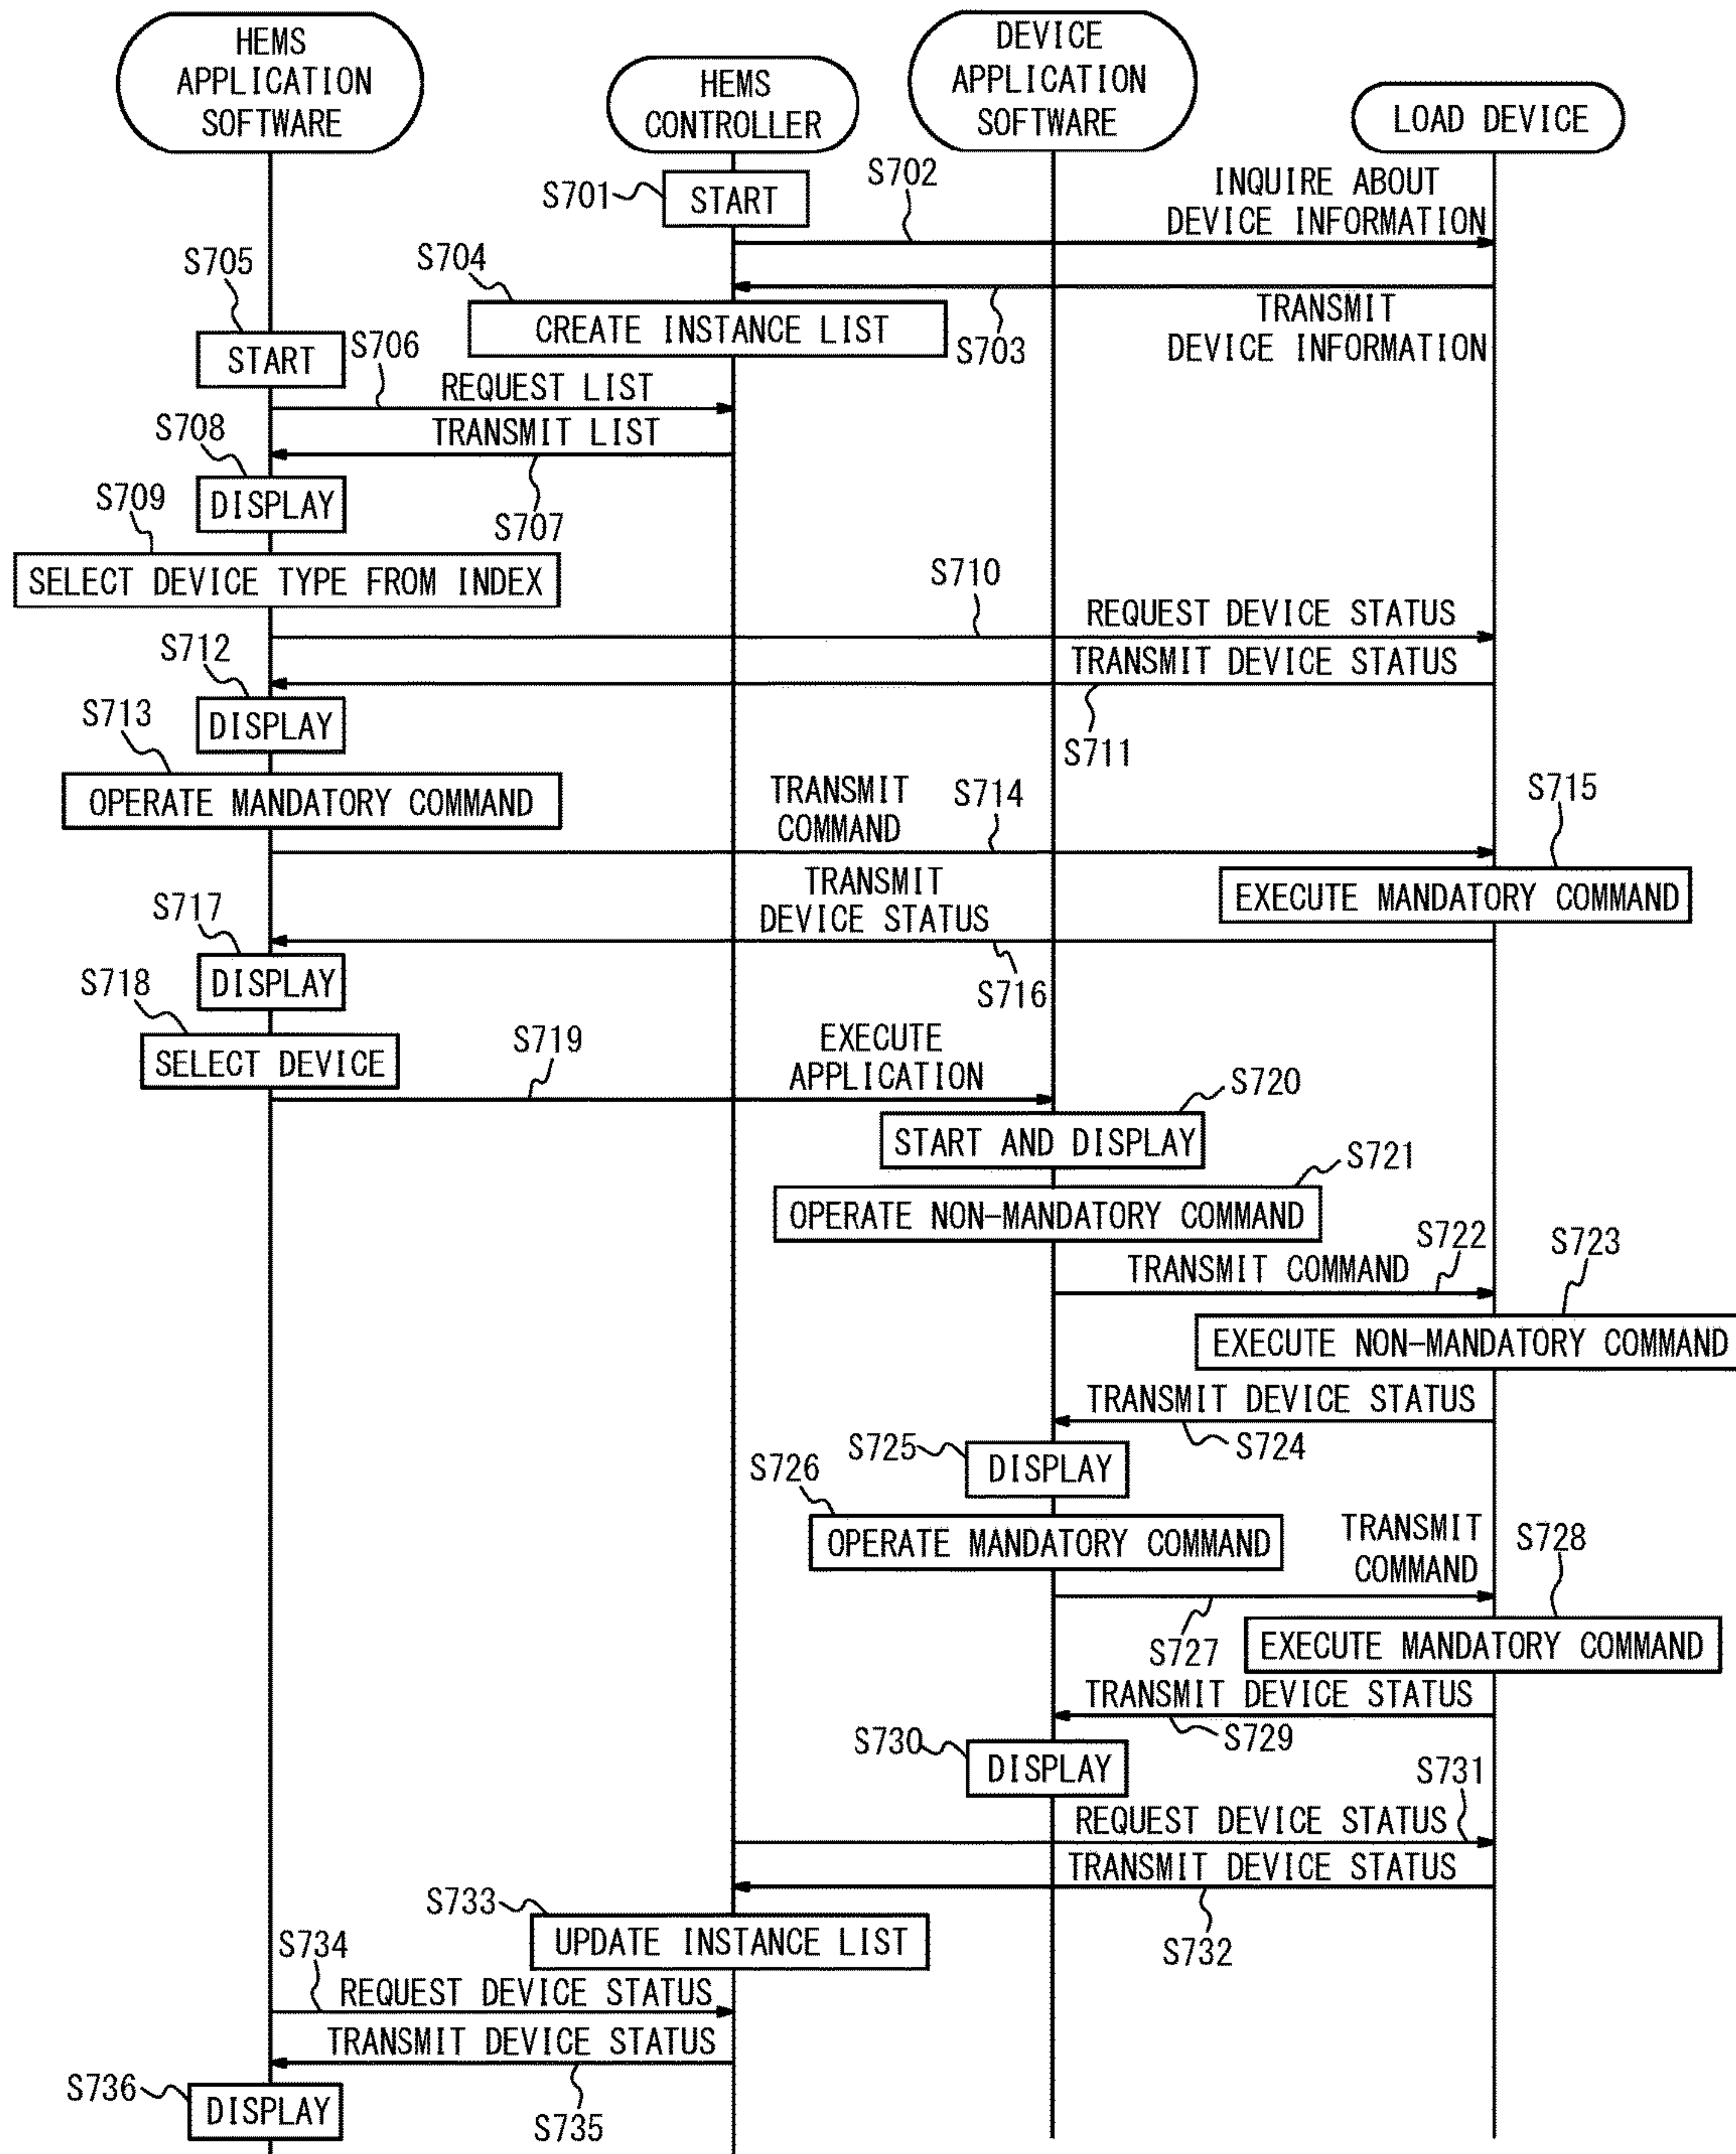 HEMS
APPLICATION
SOFTWARE
HEMS
CONTROLLER
DEVICE
APPLICATION
SOFTWARE
LOAD DEVICE
S701
START
S702
INQUIRE ABOUT
DEVICE INFORMATION
S703
TRANSMIT
DEVICE INFORMATION
S704
CREATE INSTANCE LIST
S705
START
S706
REQUEST LIST
TRANSMIT LIST
S707
S708
DISPLAY
S709
SELECT DEVICE TYPE FROM INDEX
S710
REQUEST DEVICE STATUS
TRANSMIT DEVICE STATUS
S711
S712
DISPLAY
S713
OPERATE MANDATORY COMMAND
TRANSMIT
COMMAND
S714
S715
EXECUTE MANDATORY COMMAND
TRANSMIT
DEVICE STATUS
S716
S717
DISPLAY
S718
SELECT DEVICE
S719
EXECUTE
APPLICATION
S720
START AND DISPLAY
S721
OPERATE NON-MANDATORY COMMAND
S722
TRANSMIT COMMAND
S723
EXECUTE NON-MANDATORY COMMAND
TRANSMIT DEVICE STATUS
S724
S725
DISPLAY
S726
OPERATE MANDATORY COMMAND
TRANSMIT
COMMAND
S727
S728
EXECUTE MANDATORY COMMAND
TRANSMIT DEVICE STATUS
S729
S730
DISPLAY
S731
REQUEST DEVICE STATUS
TRANSMIT DEVICE STATUS
S732
S733
UPDATE INSTANCE LIST
S734
REQUEST DEVICE STATUS
TRANSMIT DEVICE STATUS
S735
S736
DISPLAY